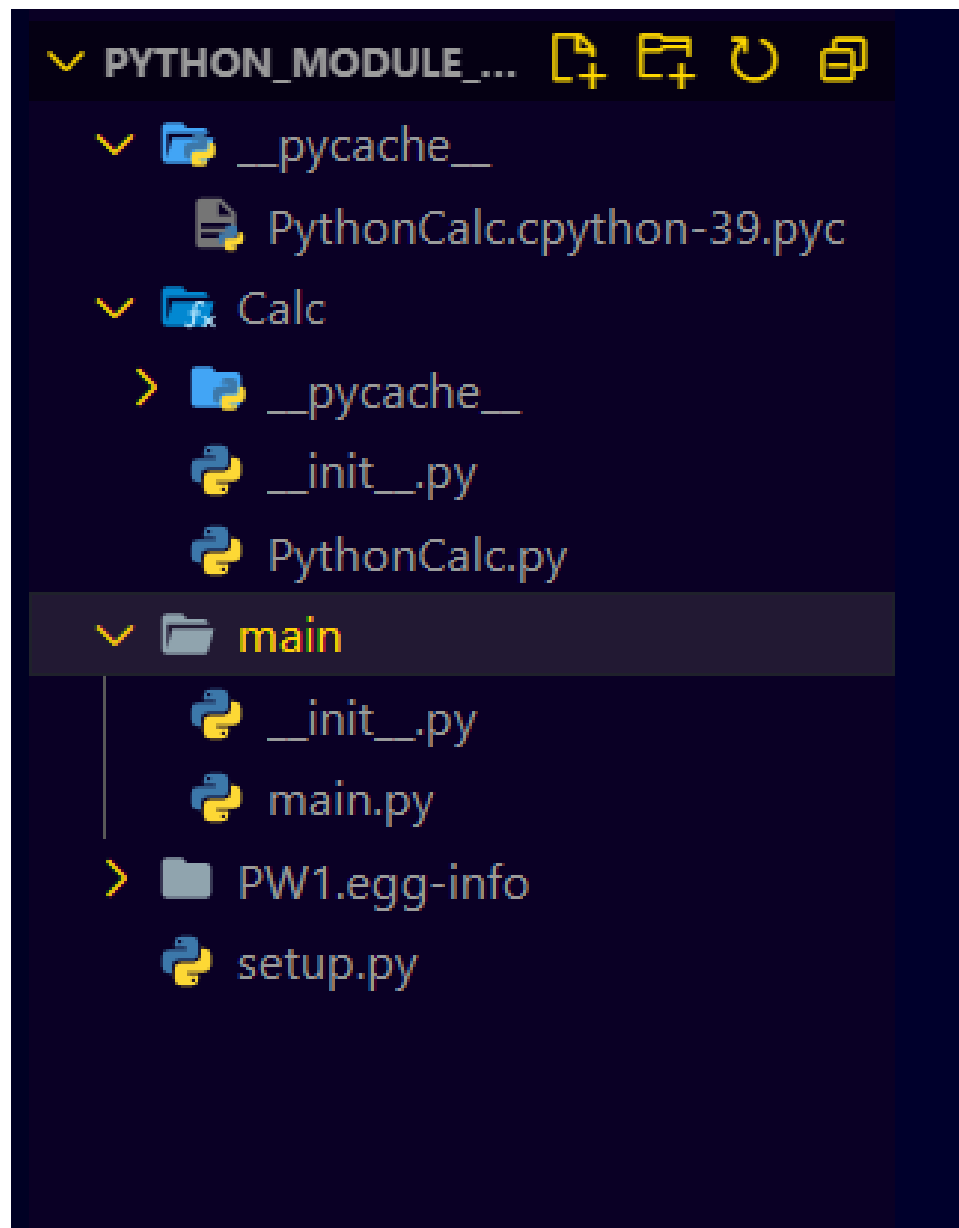 PYTHON_MODULE_...
__pycache__
PythonCalc.cpython-39.pyc
Calc
__pycache__
__init__.py
PythonCalc.py
main
__init__.py
main.py
PW1.egg-info
setup.py